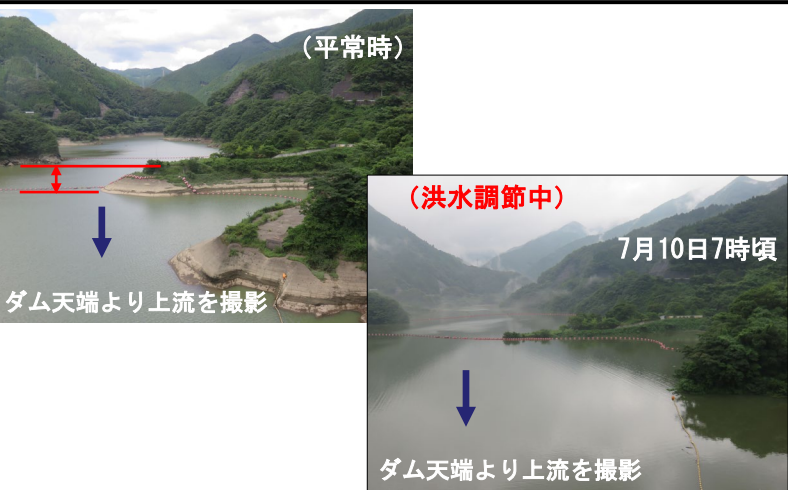 （平常時）
ダム天端より上流を撮影
（洪水調節中）
7月10日7時頃
ダム天端より上流を撮影